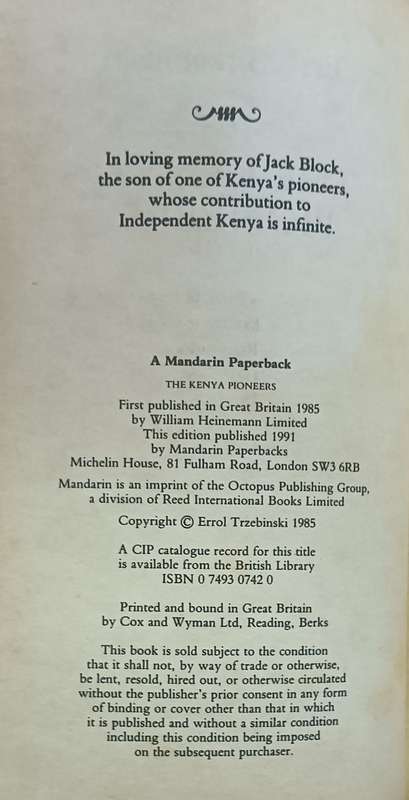 In loving memory of Jack Block,
the son of one of Kenya's pioneers,
whose contribution to
Independent Kenya is infinite.
A Mandarin Paperback
THE KENYA PIONEERS
First published in Great Britain 1985
by William Heinemann Limited
This edition published 1991
by Mandarin Paperbacks
Michelin House, 81 Fulham Road, London SW3 6RB
Mandarin is an imprint of the Octopus Publishing Group,
a division of Reed International Books Limited
Copyright © Errol Trzebinski 1985
A CIP catalogue record for this title
is available from the British Library
ISBN 0 7493 0742 0
Printed and bound in Great Britain
by Cox and Wyman Ltd, Reading, Berks
This book is sold subject to the condition
that it shall not, by way of trade or otherwise,
be lent, resold, hired out, or otherwise circulated
without the publisher's prior consent in any form
of binding or cover other than that in which
it is published and without a similar condition
including this condition being imposed
on the subsequent purchaser.